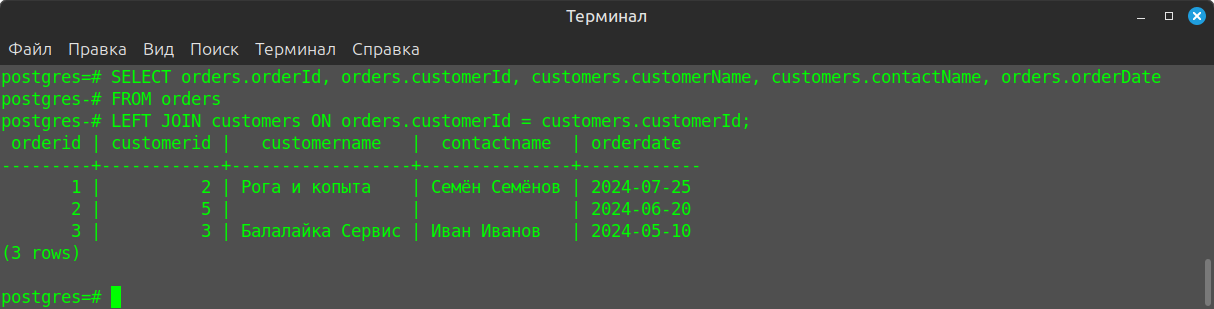 Терминал
Файл Правка Вид Поиск Терминал Справка
postgres=# SELECT orders.orderId, orders.customerId, customers.customerName, customers.contactName, orders.orderDate
postgres-# FROM orders
postgres-# LEFT JOIN customers ON orders.customerId = customers.customerId;
 orderid | customerid |   customername   |  contactname  | orderdate
---------+------------+------------------+---------------+------------
       1 |          2 | Рога и копыта    | Семён Семёнов | 2024-07-25
       2 |          5 |                  |               | 2024-06-20
       3 |          3 | Балалайка Сервис | Иван Иванов   | 2024-05-10
(3 rows)
postgres=#